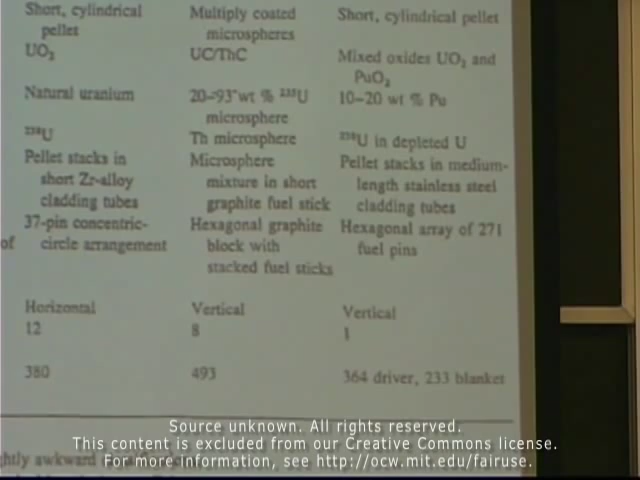 Short, cylindrical Multiply coated Short, cylindrical pellet
pellet microspheres
UO₂ UC/ThC Mixed oxides UO₂ and
PuO₂
Natural uranium 20–93 wt % ²³⁵U 10–20 wt % Pu
microsphere
²³⁸U Th microsphere ²³⁸U in depleted U
Pellet stacks in Microsphere Pellet stacks in medium-
short Zr-alloy mixture in short length stainless steel
cladding tubes graphite fuel stick cladding tubes
37-pin concentric- Hexagonal graphite Hexagonal array of 271
of circle arrangement block with fuel pins
stacked fuel sticks
Horizontal Vertical Vertical
12 8 1
380 493 364 driver, 233 blanket
Source unknown. All rights reserved.
This content is excluded from our Creative Commons license.
ghtly awkward
For more information, see http://ocw.mit.edu/fairuse.